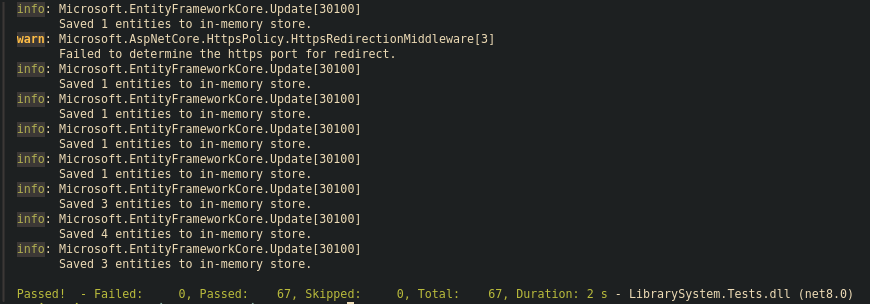 info: Microsoft.EntityFrameworkCore.Update[30100]
      Saved 1 entities to in-memory store.
warn: Microsoft.AspNetCore.HttpsPolicy.HttpsRedirectionMiddleware[3]
      Failed to determine the https port for redirect.
info: Microsoft.EntityFrameworkCore.Update[30100]
      Saved 1 entities to in-memory store.
info: Microsoft.EntityFrameworkCore.Update[30100]
      Saved 1 entities to in-memory store.
info: Microsoft.EntityFrameworkCore.Update[30100]
      Saved 1 entities to in-memory store.
info: Microsoft.EntityFrameworkCore.Update[30100]
      Saved 1 entities to in-memory store.
info: Microsoft.EntityFrameworkCore.Update[30100]
      Saved 3 entities to in-memory store.
info: Microsoft.EntityFrameworkCore.Update[30100]
      Saved 4 entities to in-memory store.
info: Microsoft.EntityFrameworkCore.Update[30100]
      Saved 3 entities to in-memory store.
Passed!  - Failed:     0, Passed:    67, Skipped:     0, Total:    67, Duration: 2 s - LibrarySystem.Tests.dll (net8.0)